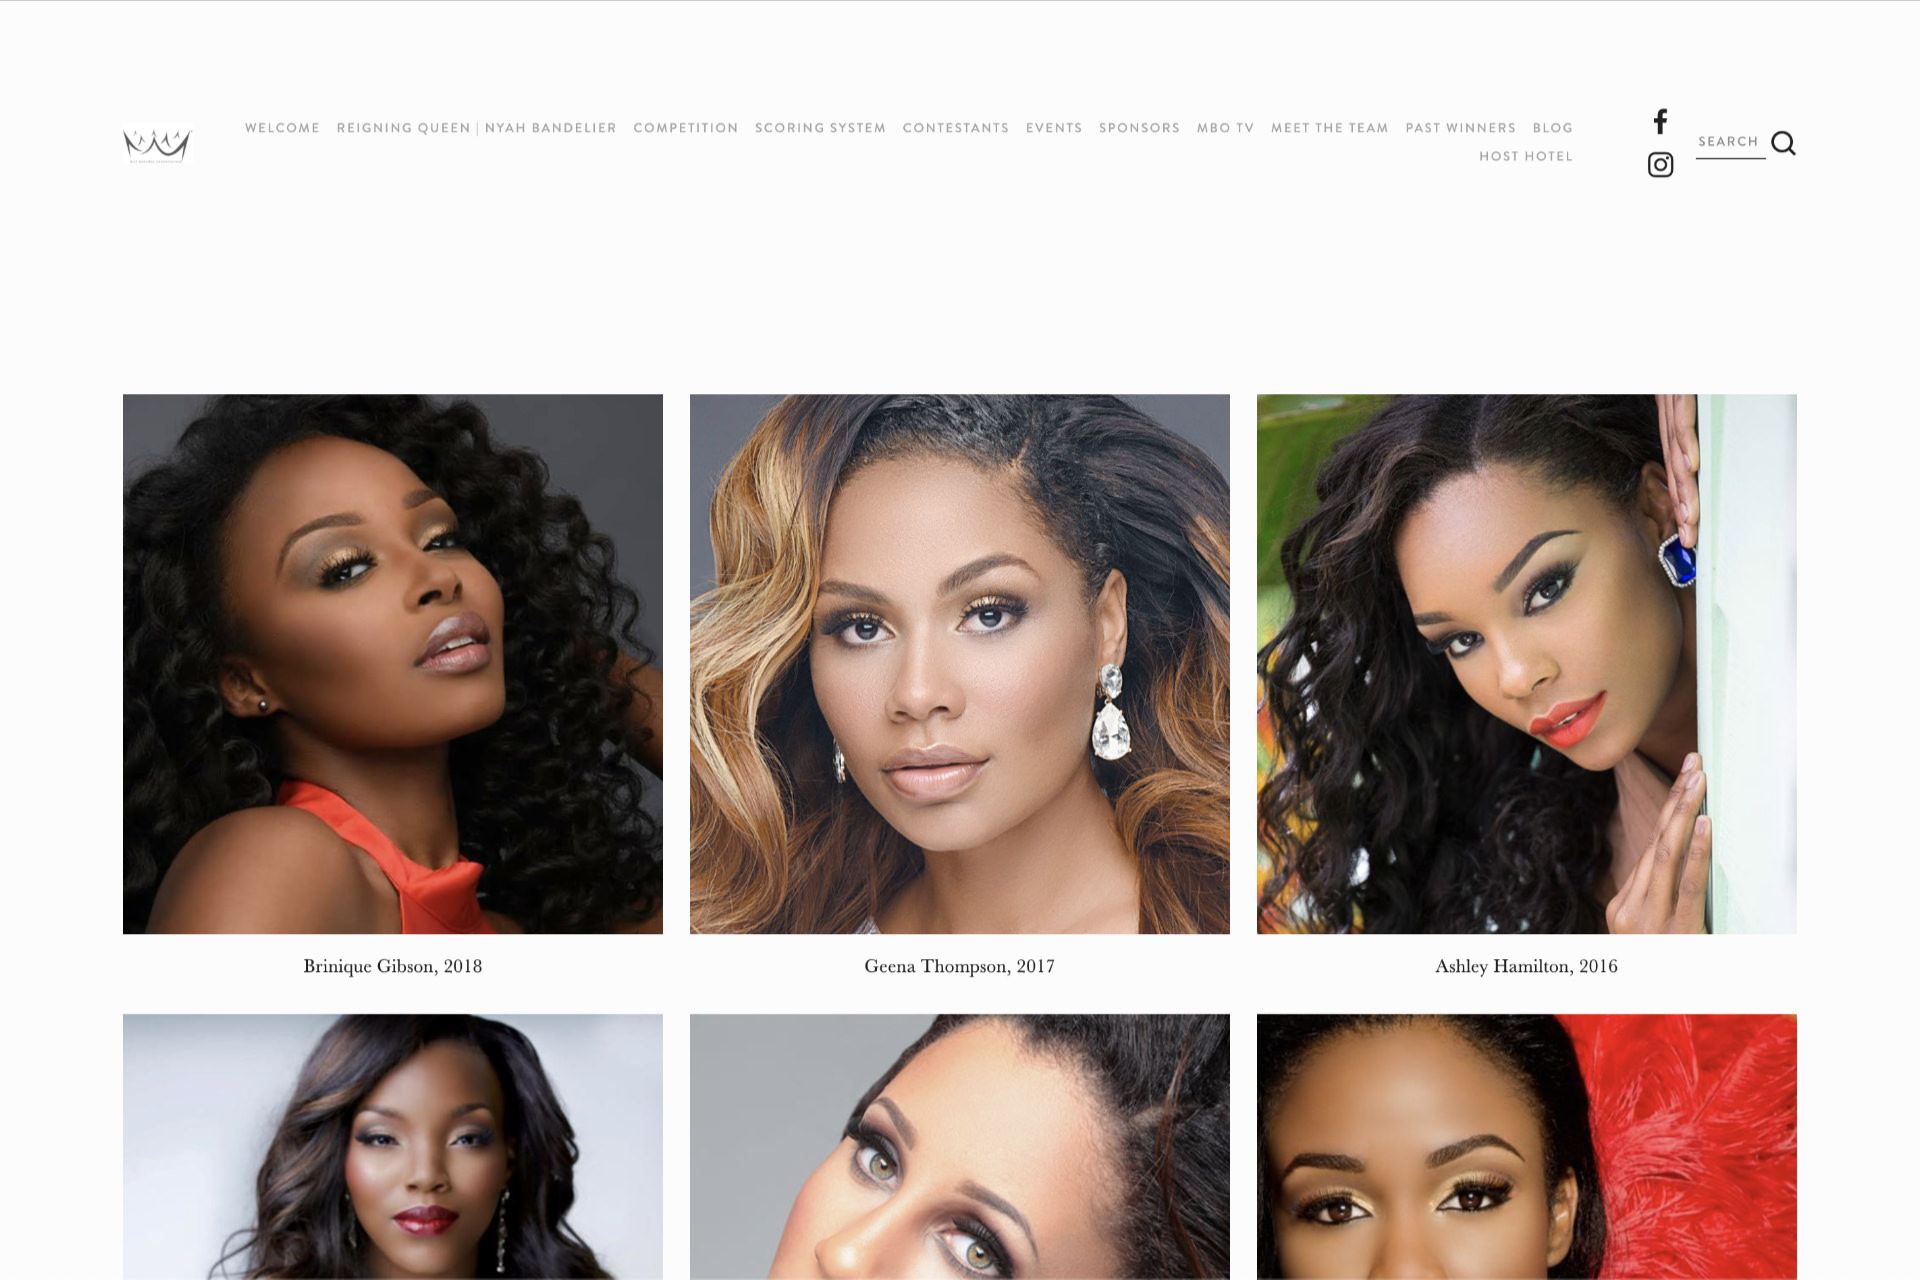 WELCOME REIGNING QUEEN | NYAH BANDELIER COMPETITION SCORING SYSTEM CONTESTANTS EVENTS SPONSORS MBO TV MEET THE TEAM PAST WINNERS BLOG
HOST HOTEL
SEARCH
Brinique Gibson, 2018
Geena Thompson, 2017
Ashley Hamilton, 2016